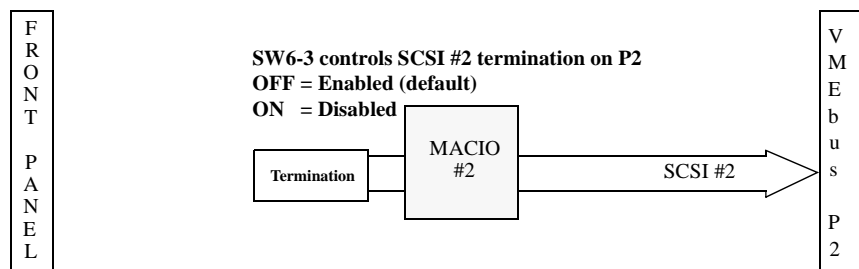 FRONT PANEL
SW6-3 controls SCSI #2 termination on P2
OFF = Enabled (default)
ON = Disabled
Termination
MACIO
#2
SCSI #2
VMEbus P2